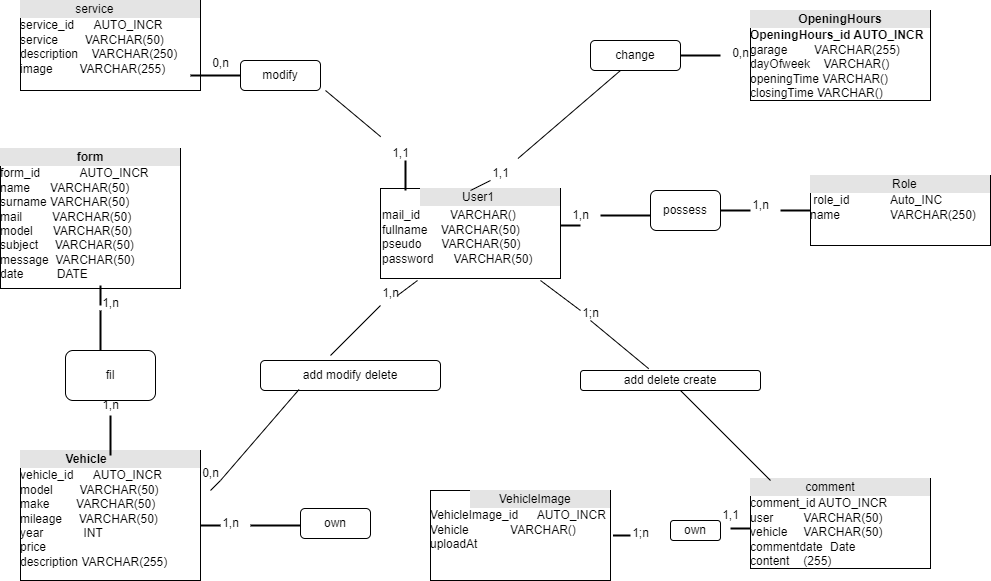 service
service_id AUTO_INCR
service VARCHAR(50)
description VARCHAR(250)
image VARCHAR(255)
0,n
modify
change
0,n
OpeningHours
OpeningHours_id AUTO_INCR
garage VARCHAR(255)
dayOfweek VARCHAR()
openingTime VARCHAR()
closingTime VARCHAR()
1,1
1,1
form
form_id AUTO_INCR
name VARCHAR(50)
surname VARCHAR(50)
mail VARCHAR(50)
model VARCHAR(50)
subject VARCHAR(50)
message VARCHAR(50)
date DATE
User1
mail_id VARCHAR()
fullname VARCHAR(50)
pseudo VARCHAR(50)
password VARCHAR(50)
1,n
possess
1,n
Role
role_id Auto_INC
name VARCHAR(250)
1,n
1,n
1;n
fil
add modify delete
add delete create
1,n
0,n
Vehicle
vehicle_id AUTO_INCR
model VARCHAR(50)
make VARCHAR(50)
mileage VARCHAR(50)
year INT
price
description VARCHAR(255)
1,n
own
VehicleImage
VehicleImage_id AUTO_INCR
Vehicle VARCHAR()
uploadAt
1;n
own
1,1
comment
comment_id AUTO_INCR
user VARCHAR(50)
vehicle VARCHAR(50)
commentdate Date
content (255)